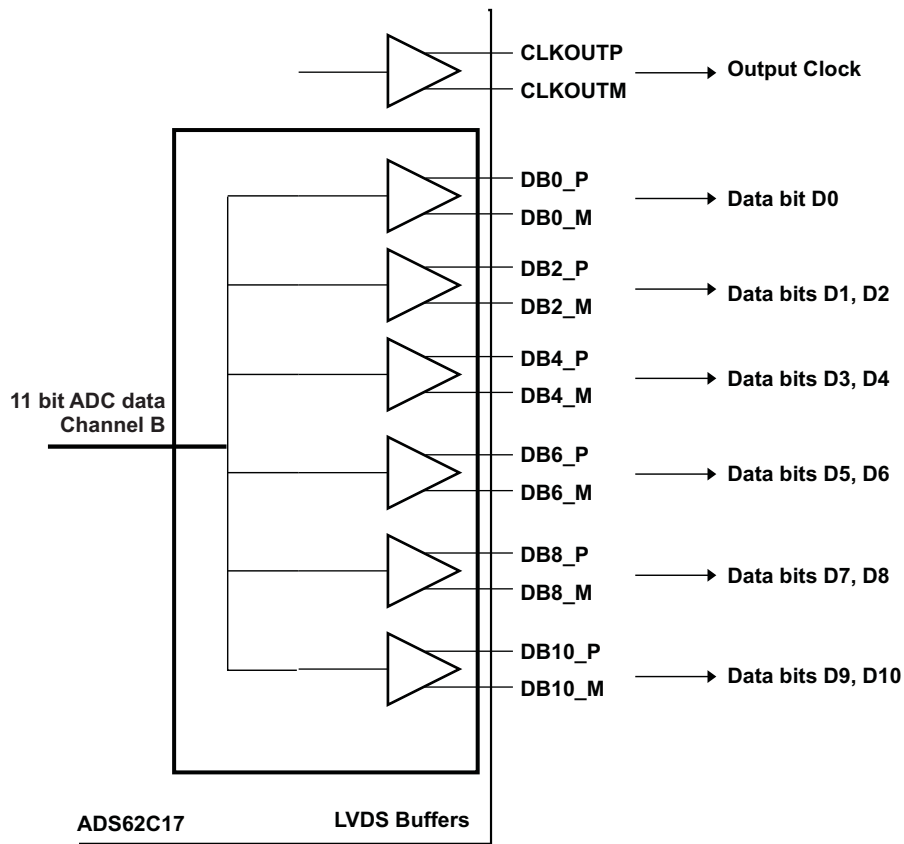 CLKOUTP
CLKOUTM
Output Clock
DB0_P
DB0_M
Data bit D0
DB2_P
DB2_M
Data bits D1, D2
DB4_P
DB4_M
Data bits D3, D4
11 bit ADC data
Channel B
DB6_P
DB6_M
Data bits D5, D6
DB8_P
DB8_M
Data bits D7, D8
DB10_P
DB10_M
Data bits D9, D10
ADS62C17
LVDS Buffers